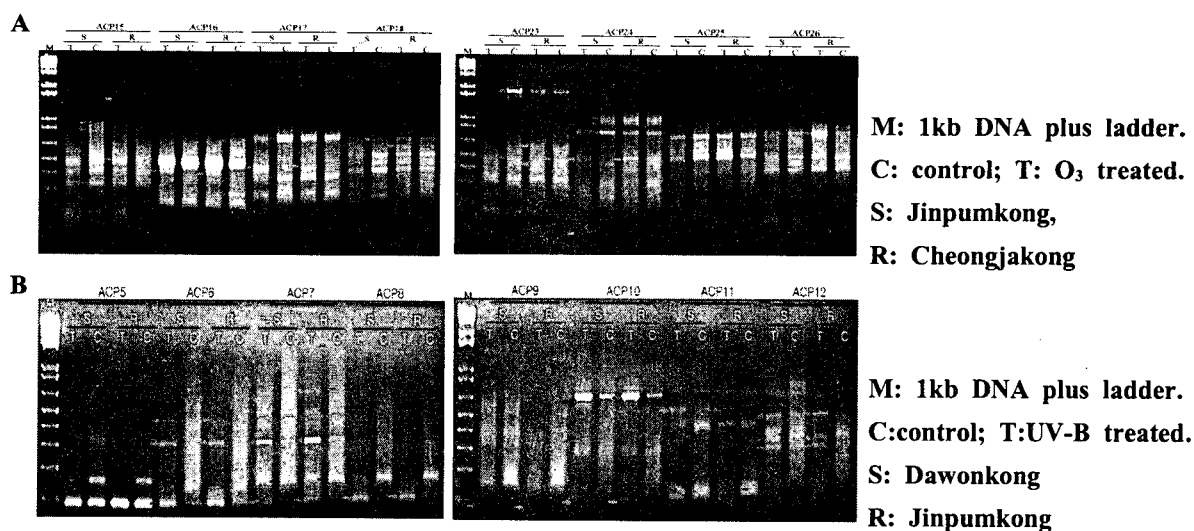 A
ACP15 ACP16 ACP17 ACP18
S R S R S R S R
M T C T C T C T C T C T C T C T C
ACP23 ACP24 ACP25 ACP26
S R S R S R S R
M T C T C T C T C T C T C T C T C
M: 1kb DNA plus ladder.
C: control; T: O₃ treated.
S: Jinpumkong,
R: Cheongjakong
B
ACP5 ACP6 ACP7 ACP8
S R S R S R R R
T C T C T C T C T C T C T C T C
M ACP9 ACP10 ACP11 ACP12
S R S R S R S R
T C T C T C T C T C T C T C T C
M: 1kb DNA plus ladder.
C:control; T:UV-B treated.
S: Dawonkong
R: Jinpumkong